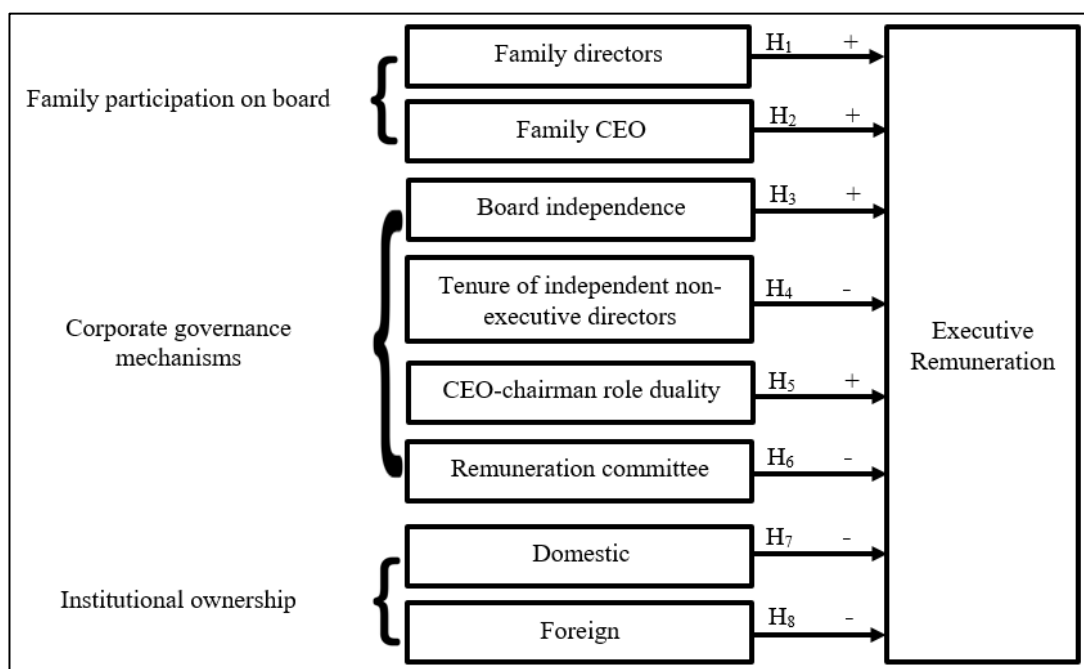 Family participation on board
Family directors
H₁ +
Family CEO
H₂ +
Corporate governance
mechanisms
Board independence
H₃ +
Tenure of independent non-
executive directors
H₄ -
CEO-chairman role duality
H₅ +
Remuneration committee
H₆ -
Institutional ownership
Domestic
H₇ -
Foreign
H₈ -
Executive
Remuneration